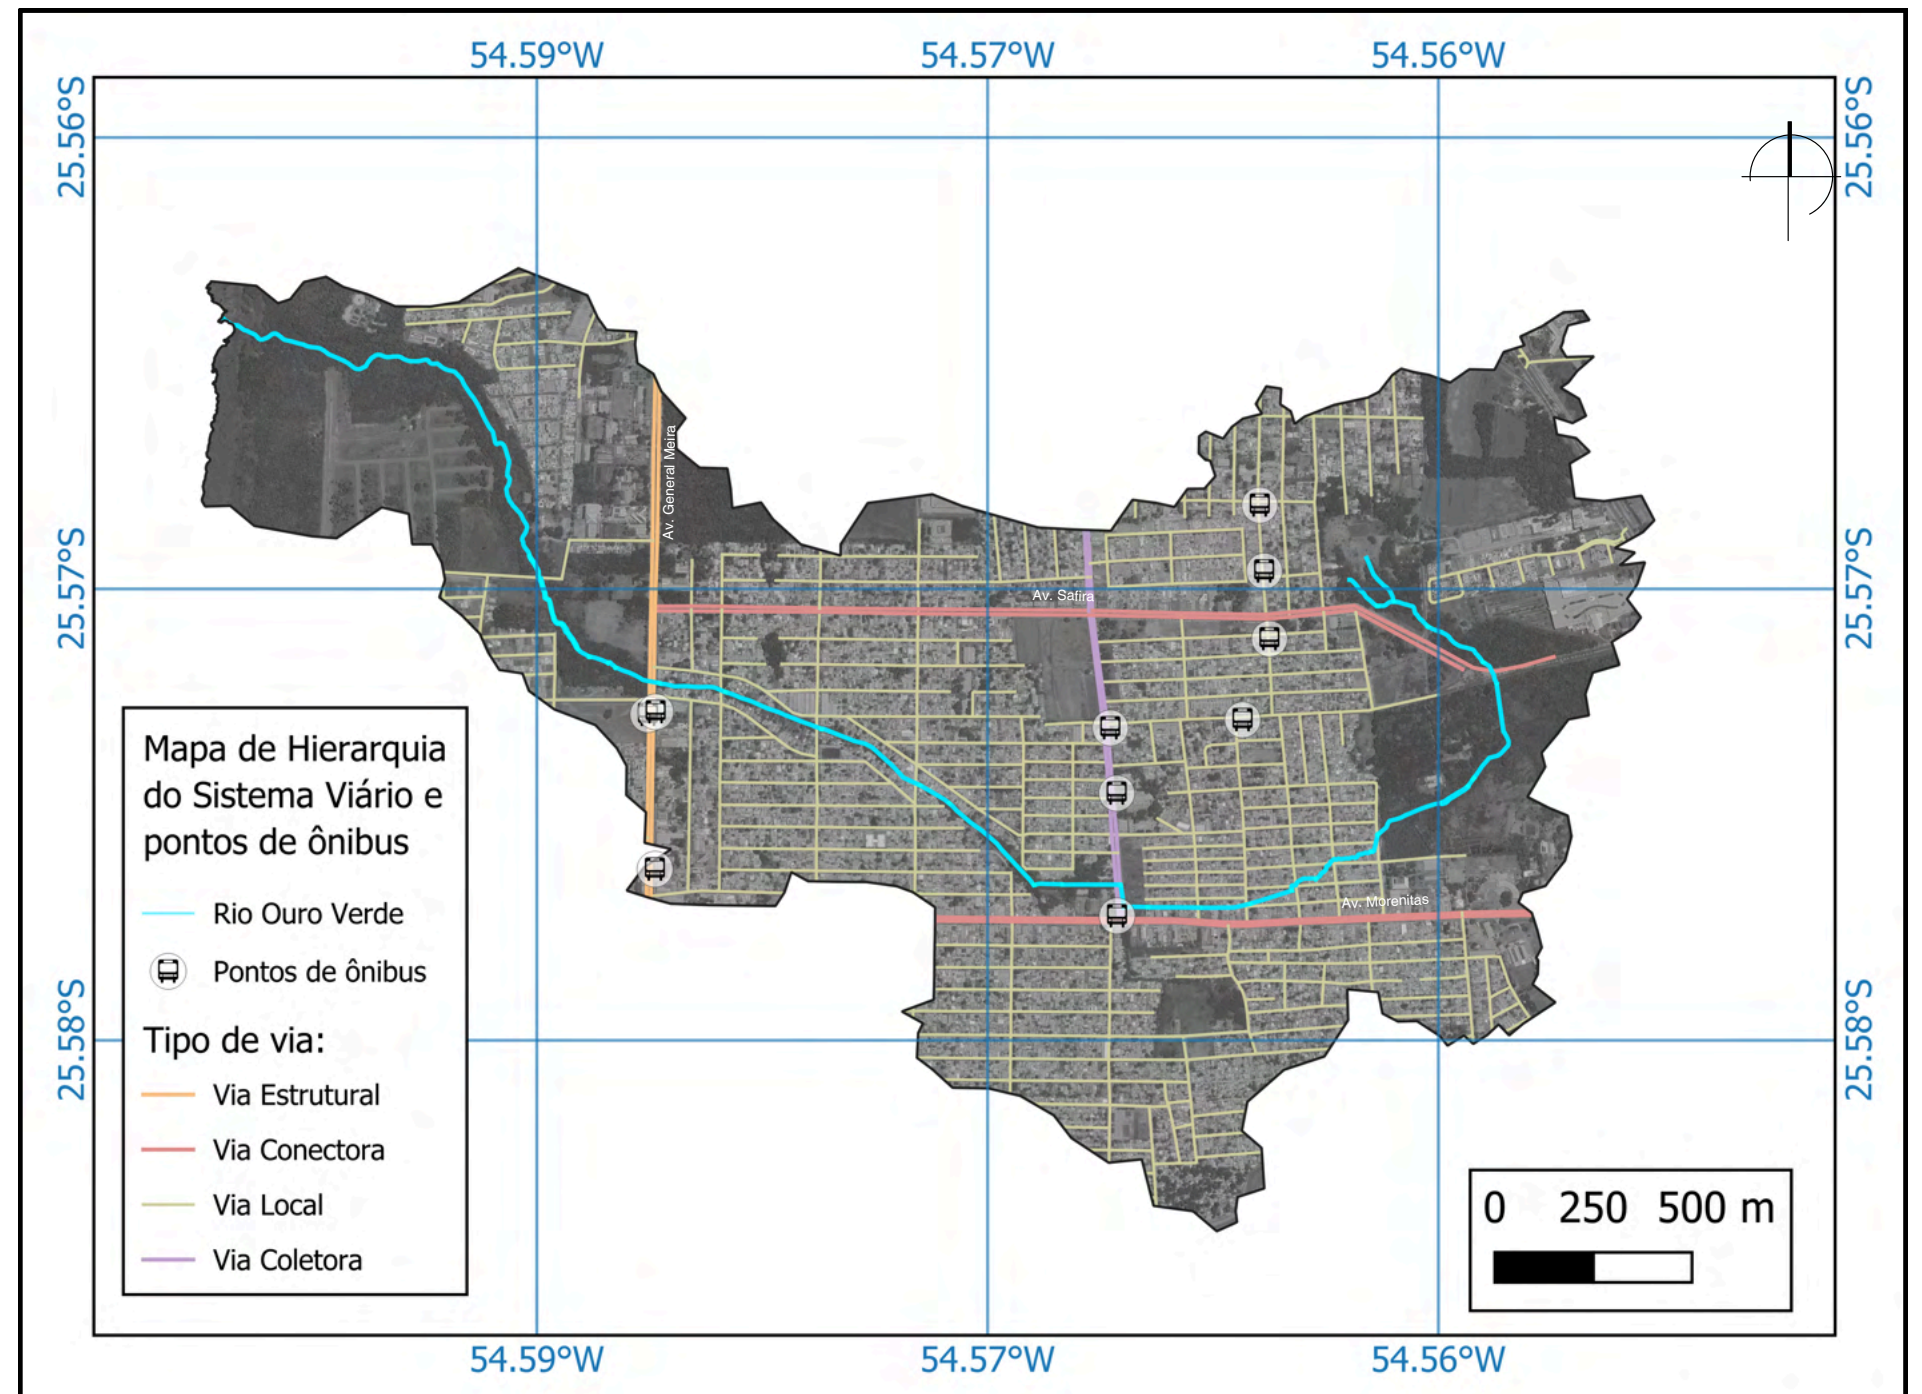 54.59°W 54.57°W 54.56°W
25.56°S 25.56°S
Av. General Meira
25.57°S 25.57°S
Av. Safira
Mapa de Hierarquia
do Sistema Viário e
pontos de ônibus
Rio Ouro Verde
Pontos de ônibus
Tipo de via:
Via Estrutural
Via Conectora
Via Local
Via Coletora
Av. Morenitas
25.58°S 25.58°S
0 250 500 m
54.59°W 54.57°W 54.56°W